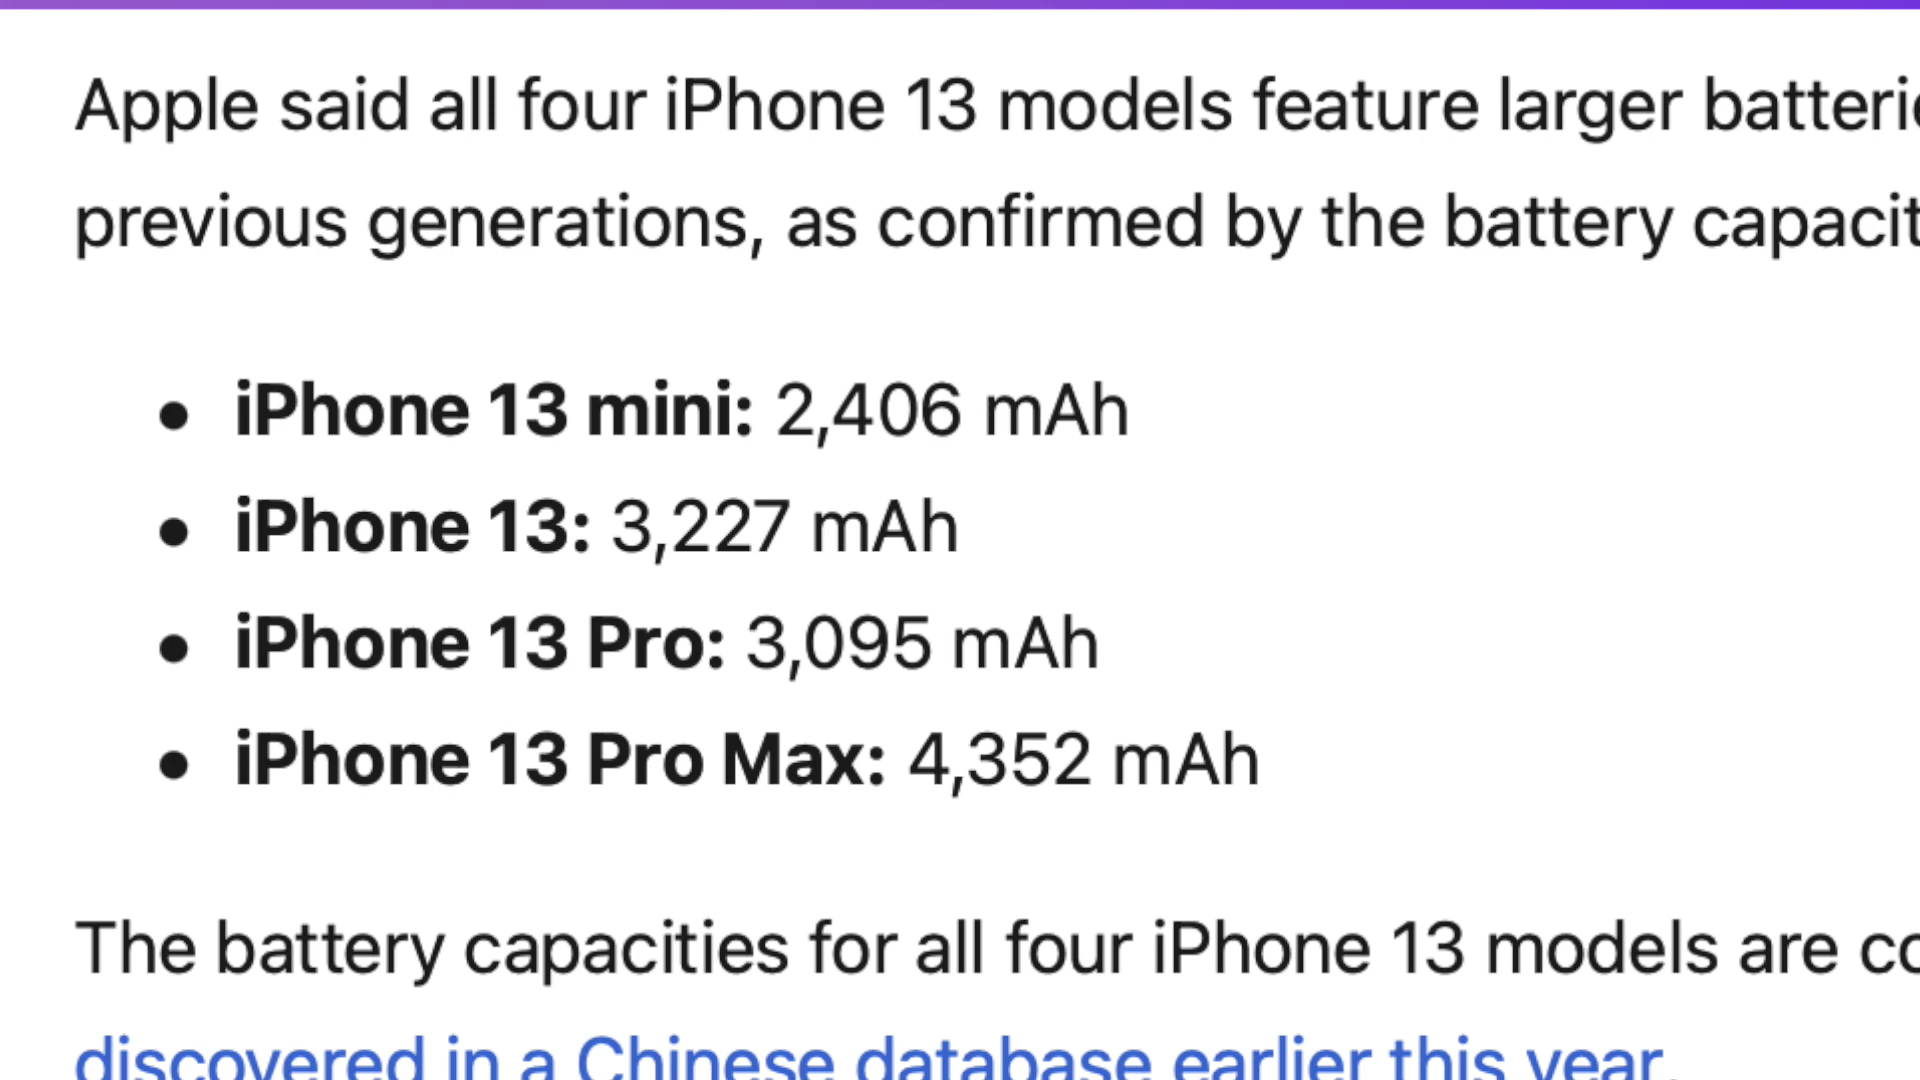 Apple said all four iPhone 13 models feature larger
previous generations, as confirmed by the battery
• iPhone 13 mini: 2,406 mAh
• iPhone 13: 3,227 mAh
• iPhone 13 Pro: 3,095 mAh
• iPhone 13 Pro Max: 4,352 mAh
The battery capacities for all four iPhone 13 models are
discovered in a Chinese database earlier this year.